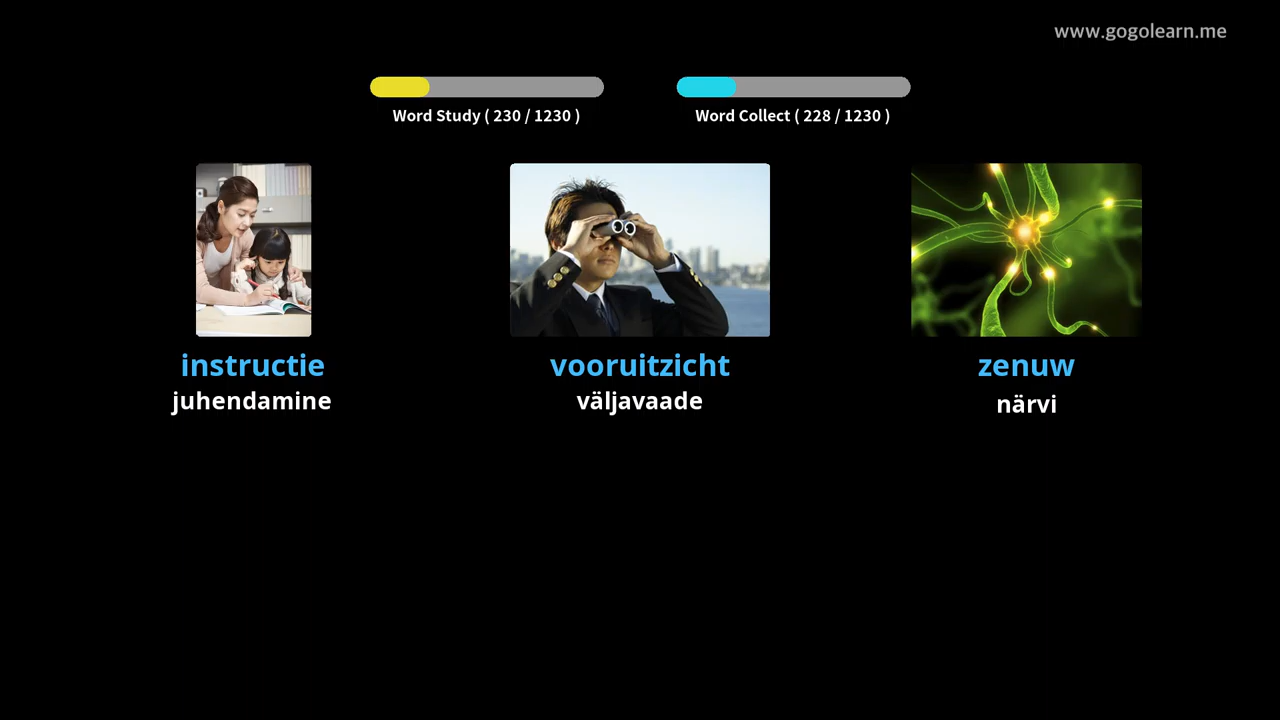 www.gogolearn.me
Word Study ( 230 / 1230 )
Word Collect ( 228 / 1230 )
instructie
juhendamine
vooruitzicht
väljavaade
zenuw
närvi